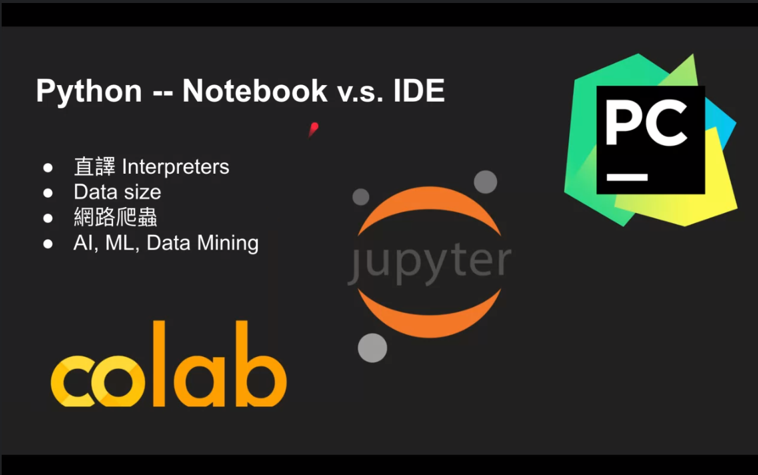 Python -- Notebook v.s. IDE
PC
● 直譯 Interpreters
● Data size
● 網路爬蟲
● AI, ML, Data Mining
jupyter
colab